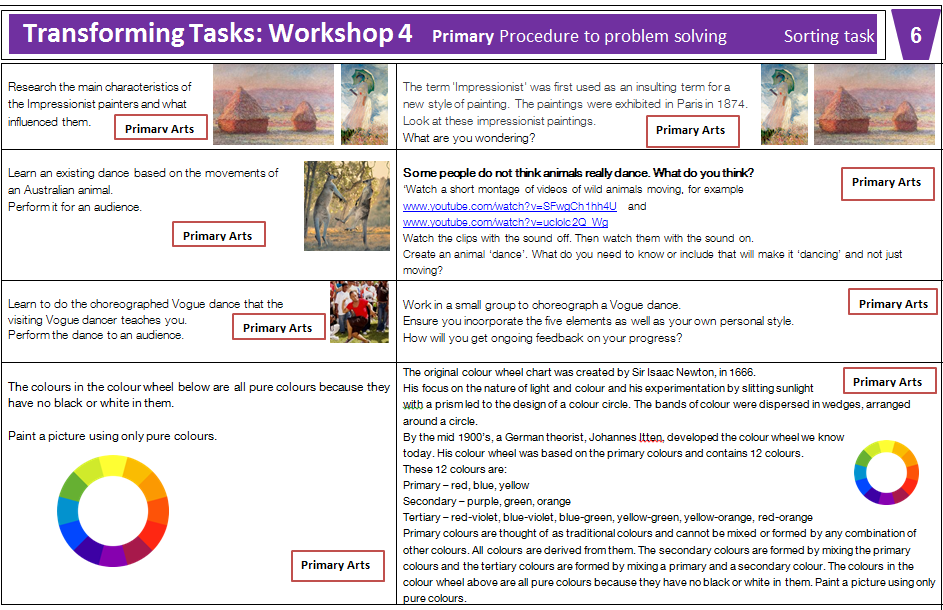 Transforming Tasks: Workshop 4 Primary Procedure to problem solving Sorting task 6
Research the main characteristics of
the Impressionist painters and what
influenced them.
Primary Arts
The term 'Impressionist' was first used as an insulting term for a
new style of painting. The paintings were exhibited in Paris in 1874.
Look at these impressionist paintings.
What are you wondering?
Primary Arts
Learn an existing dance based on the movements of
an Australian animal.
Perform it for an audience.
Primary Arts
Some people do not think animals really dance. What do you think?
'Watch a short montage of videos of wild animals moving, for example
www.youtube.com/watch?v=SFwgCh1hh4U and
www.youtube.com/watch?v=uclolc2Q_Wg
Watch the clips with the sound off. Then watch them with the sound on.
Create an animal 'dance'. What do you need to know or include that will make it 'dancing' and not just
moving?
Primary Arts
Learn to do the choreographed Vogue dance that the
visiting Vogue dancer teaches you.
Perform the dance to an audience.
Primary Arts
Work in a small group to choreograph a Vogue dance.
Ensure you incorporate the five elements as well as your own personal style.
How will you get ongoing feedback on your progress?
Primary Arts
The colours in the colour wheel below are all pure colours because they
have no black or white in them.
Paint a picture using only pure colours.
Primary Arts
The original colour wheel chart was created by Sir Isaac Newton, in 1666.
His focus on the nature of light and colour and his experimentation by slitting sunlight
with a prism led to the design of a colour circle. The bands of colour were dispersed in wedges, arranged
around a circle.
By the mid 1900's, a German theorist, Johannes Itten, developed the colour wheel we know
today. His colour wheel was based on the primary colours and contains 12 colours.
These 12 colours are:
Primary – red, blue, yellow
Secondary – purple, green, orange
Tertiary – red-violet, blue-violet, blue-green, yellow-green, yellow-orange, red-orange
Primary colours are thought of as traditional colours and cannot be mixed or formed by any combination of
other colours. All colours are derived from them. The secondary colours are formed by mixing the primary
colours and the tertiary colours are formed by mixing a primary and a secondary colour. The colours in the
colour wheel above are all pure colours because they have no black or white in them. Paint a picture using only
pure colours.
Primary Arts